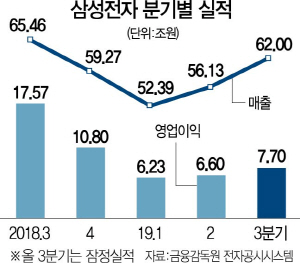 삼성전자 분기별 실적
(단위:조원)
65.46
59.27
52.39
56.13
62.00
매출
17.57
10.80
영업이익
6.23
6.60
7.70
2018.3 4 19.1 2 3분기
※올 3분기는 잠정실적 자료:금융감독원 전자공시시스템